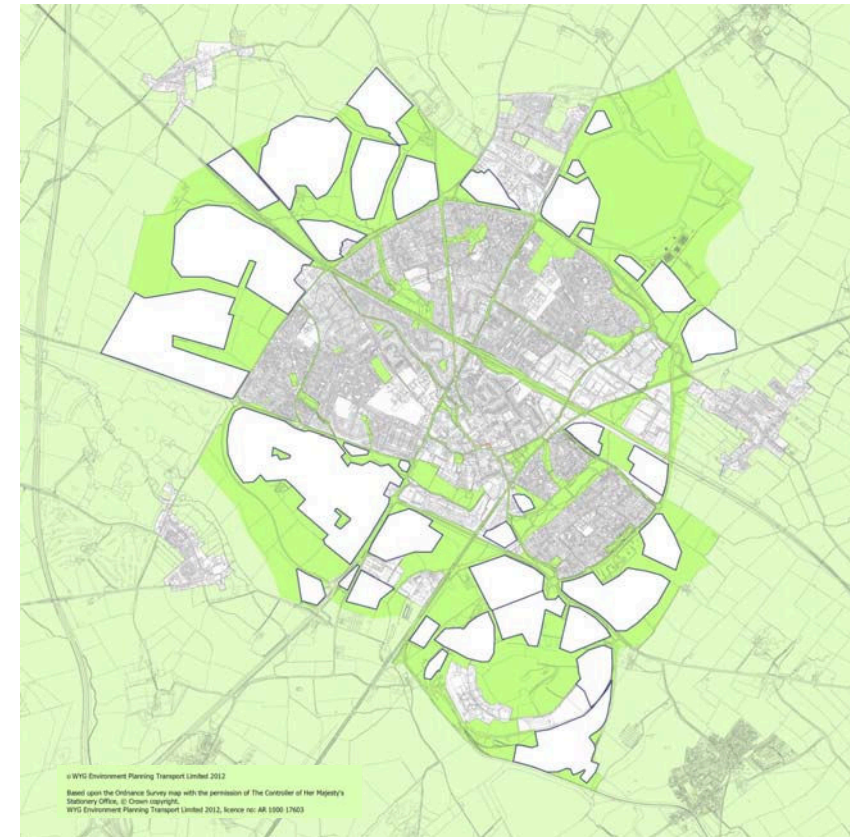 © WYG Environment Planning Transport Limited 2012
Based upon the Ordnance Survey map with the permission of The Controller of Her Majesty's
Stationery Office, © Crown copyright,
WYG Environment Planning Transport Limited 2012, licence no: AR 1000 17603